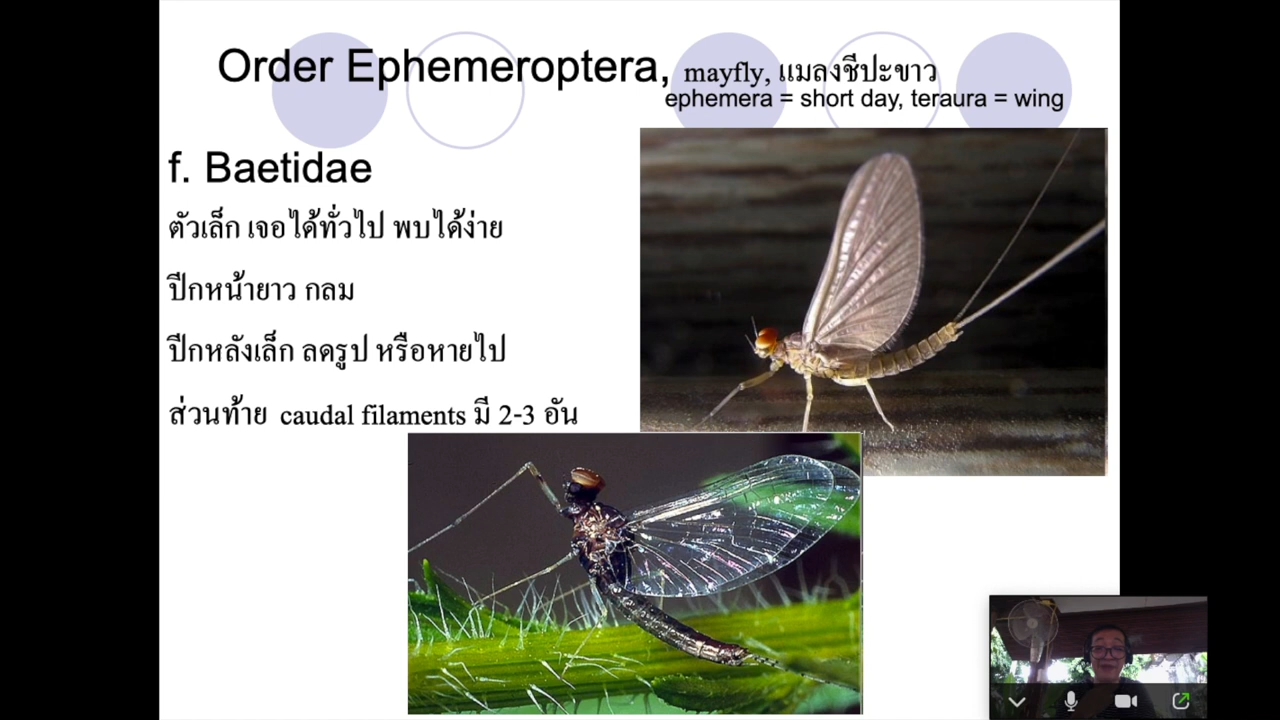 Order Ephemeroptera, mayfly, แมลงชีปะขาว
ephemera = short day, teraura = wing
f. Baetidae
ตัวเล็ก เจอได้ทั่วไป พบได้ง่าย
ปีกหน้ายาว กลม
ปีกหลังเล็ก ลดรูป หรือหายไป
ส่วนท้าย caudal filaments มี 2-3 อัน